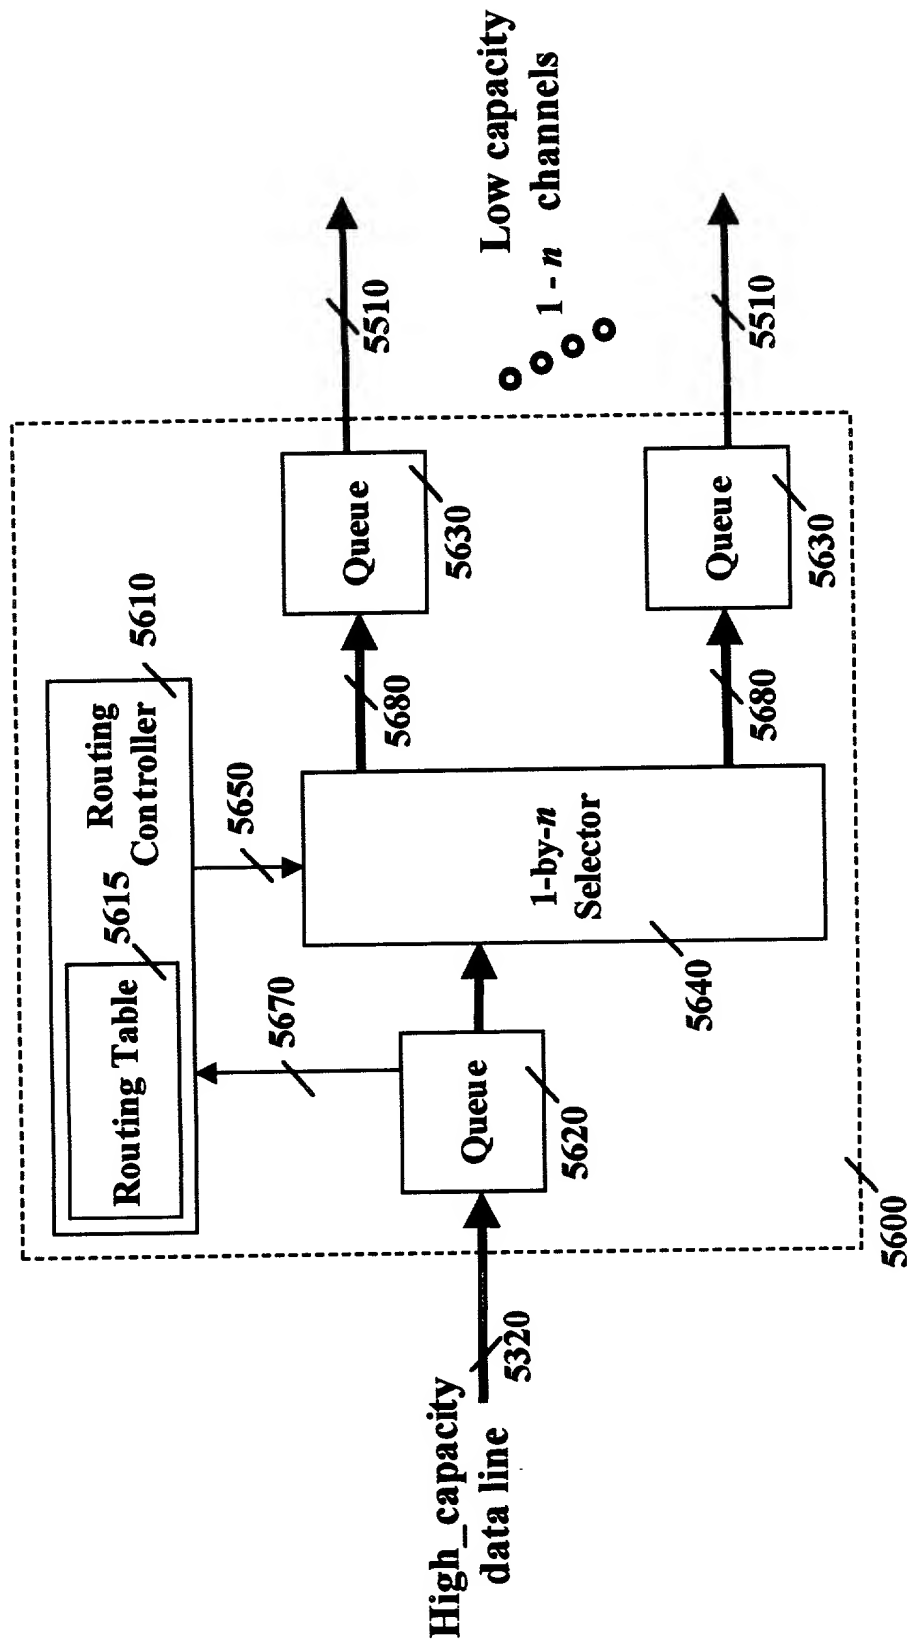 Routing Table
5615
Routing
Controller
5610
5670
5650
High_capacity
data line
5320
Queue
5620
1-by-n
Selector
5640
5680
Queue
5630
5510
Low capacity
1 - n channels
5680
Queue
5630
5510
5600